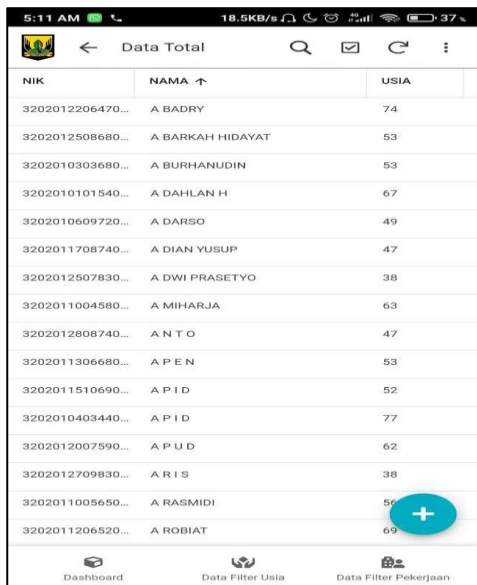 5:11 AM 18.5KB/s 4G 37%
Data Total
NIK NAMA ↑ USIA
3202012206470... A BADRY 74
3202012508680... A BARKAH HIDAYAT 53
3202010303680... A BURHANUDIN 53
3202010101540... A DAHLAN H 67
3202010609720... A DARSO 49
3202011708740... A DIAN YUSUP 47
3202012507830... A DWI PRASETYO 38
3202011004580... A MIHARJA 63
3202012808740... A N T O 47
3202011306680... A P E N 53
3202011510690... A P I D 52
3202010403440... A P I D 77
3202012007590... A P U D 62
3202012709830... A R I S 38
3202011005650... A RASMIDI 56
3202011206520... A ROBIAT 69
Dashboard Data Filter Usia Data Filter Pekerjaan